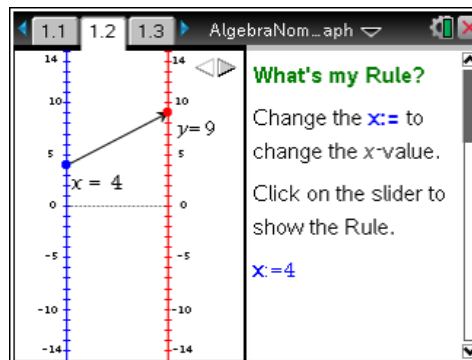 1.1 1.2 1.3 AlgebraNom...aph
14 14
10 10
y=9
5 5
x = 4
0 0
-5 -5
-10 -10
-14 -14
What's my Rule?
Change the x:= to
change the x-value.
Click on the slider to
show the Rule.
x:=4